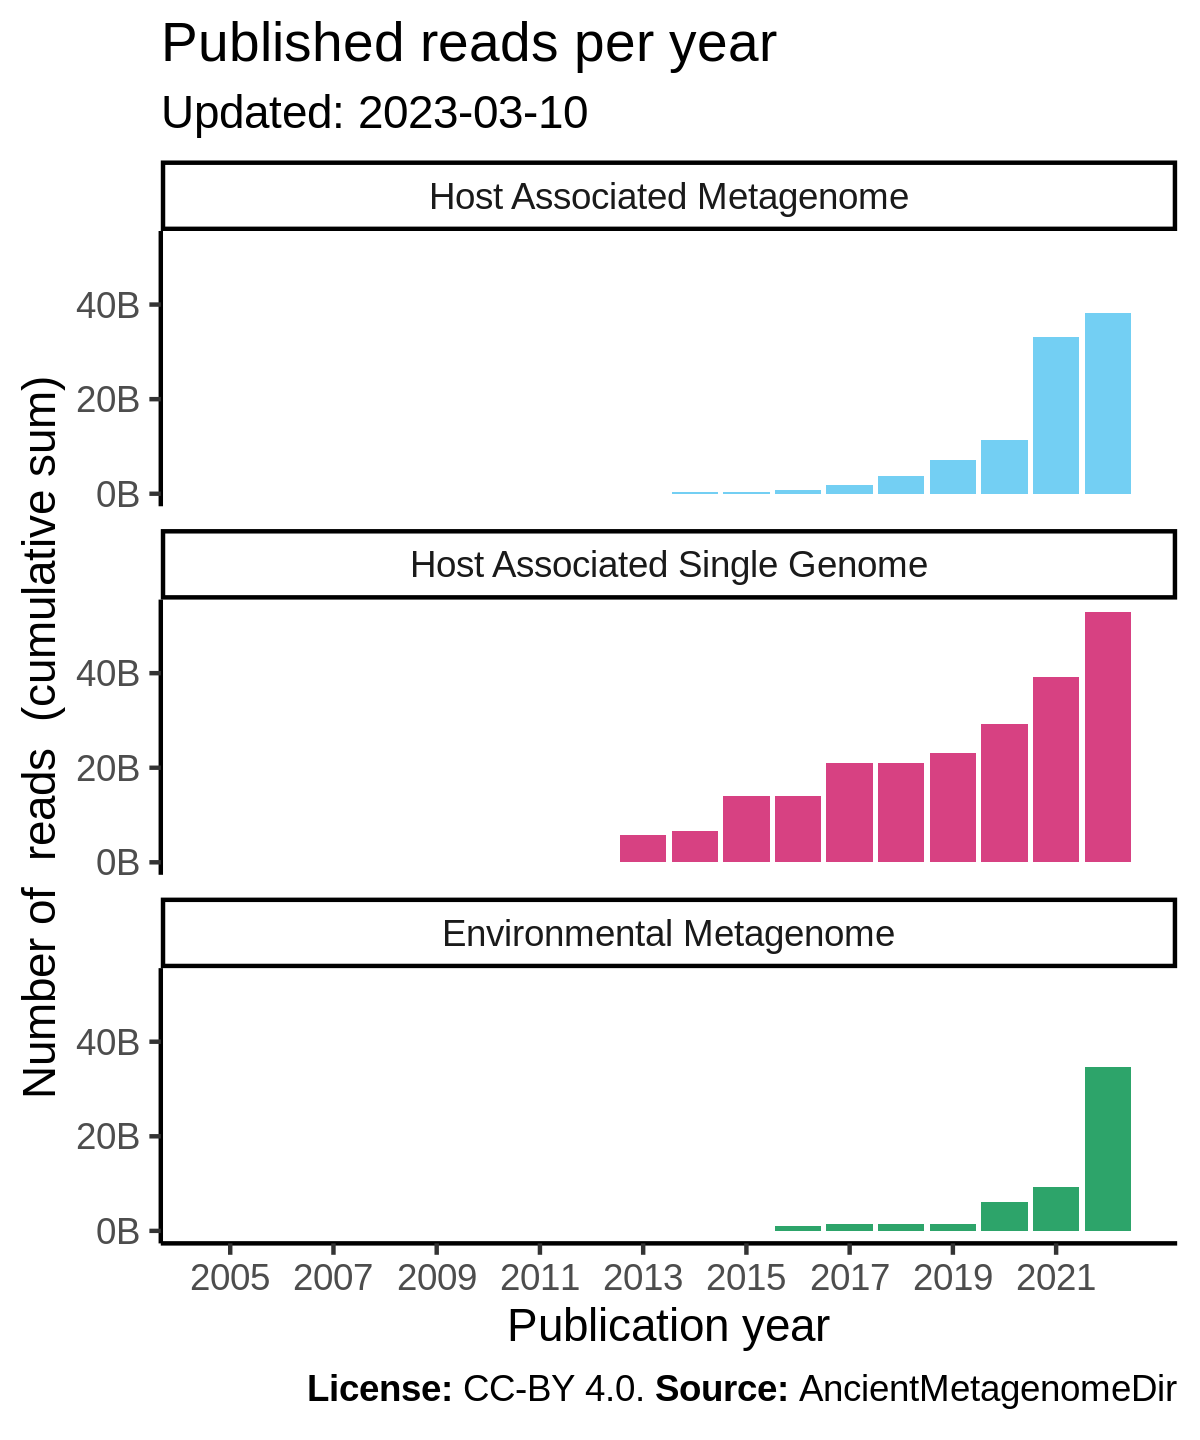 Published reads per year
Updated: 2023-03-10
Host Associated Metagenome
40B
20B
0B
Host Associated Single Genome
40B
20B
0B
Environmental Metagenome
40B
20B
0B
Number of  reads  (cumulative sum)
2005 2007 2009 2011 2013 2015 2017 2019 2021
Publication year
License: CC-BY 4.0. Source: AncientMetagenomeDir